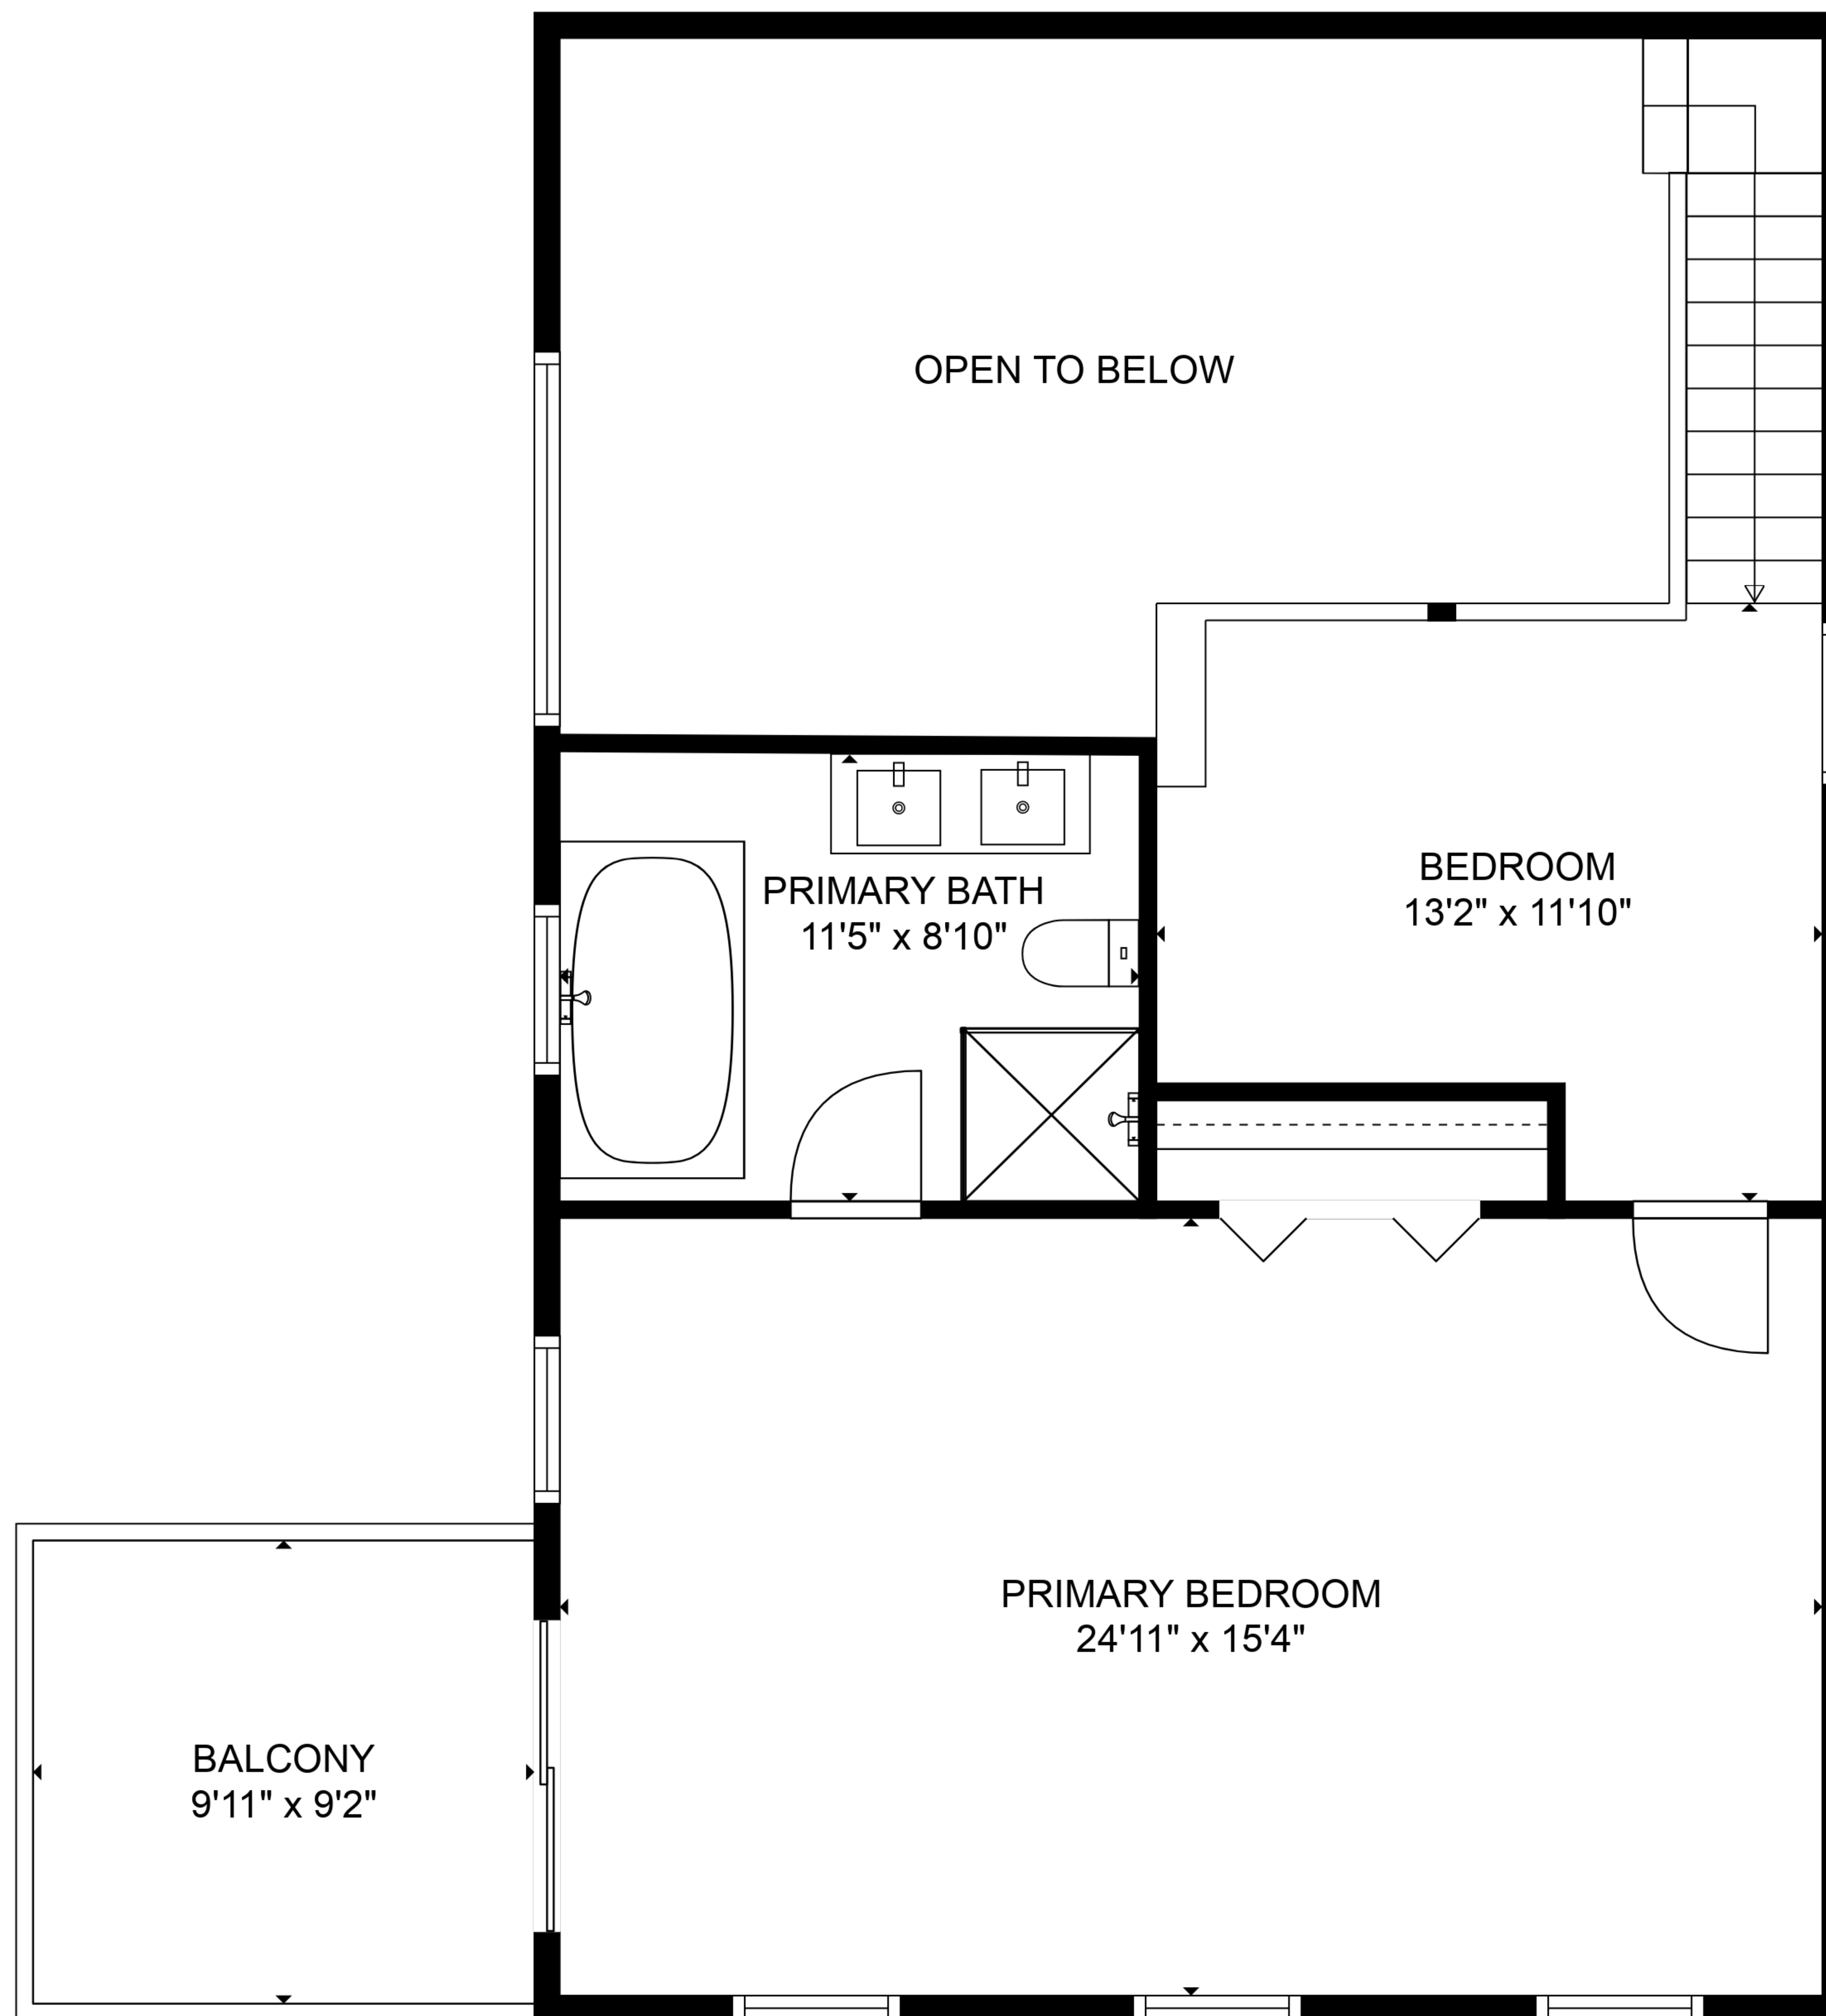 OPEN TO BELOW
PRIMARY BATH
11'5" x 8'10"
BEDROOM
13'2" x 11'10"
PRIMARY BEDROOM
24'11" x 15'4"
BALCONY
9'11" x 9'2"